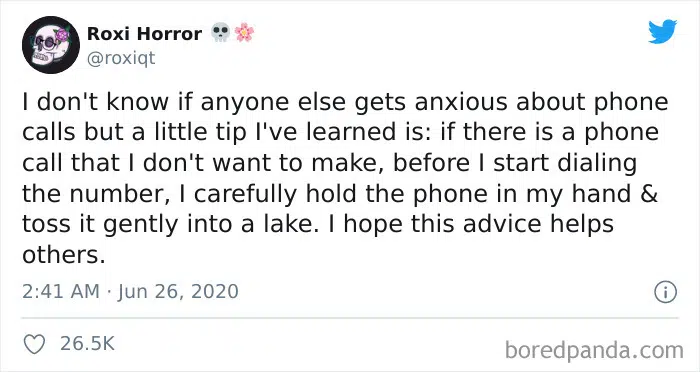 Roxi Horror 💀🌸
@roxiqt
I don't know if anyone else gets anxious about phone
calls but a little tip I've learned is: if there is a phone
call that I don't want to make, before I start dialing
the number, I carefully hold the phone in my hand &
toss it gently into a lake. I hope this advice helps
others.
2:41 AM · Jun 26, 2020
26.5K
boredpanda.com